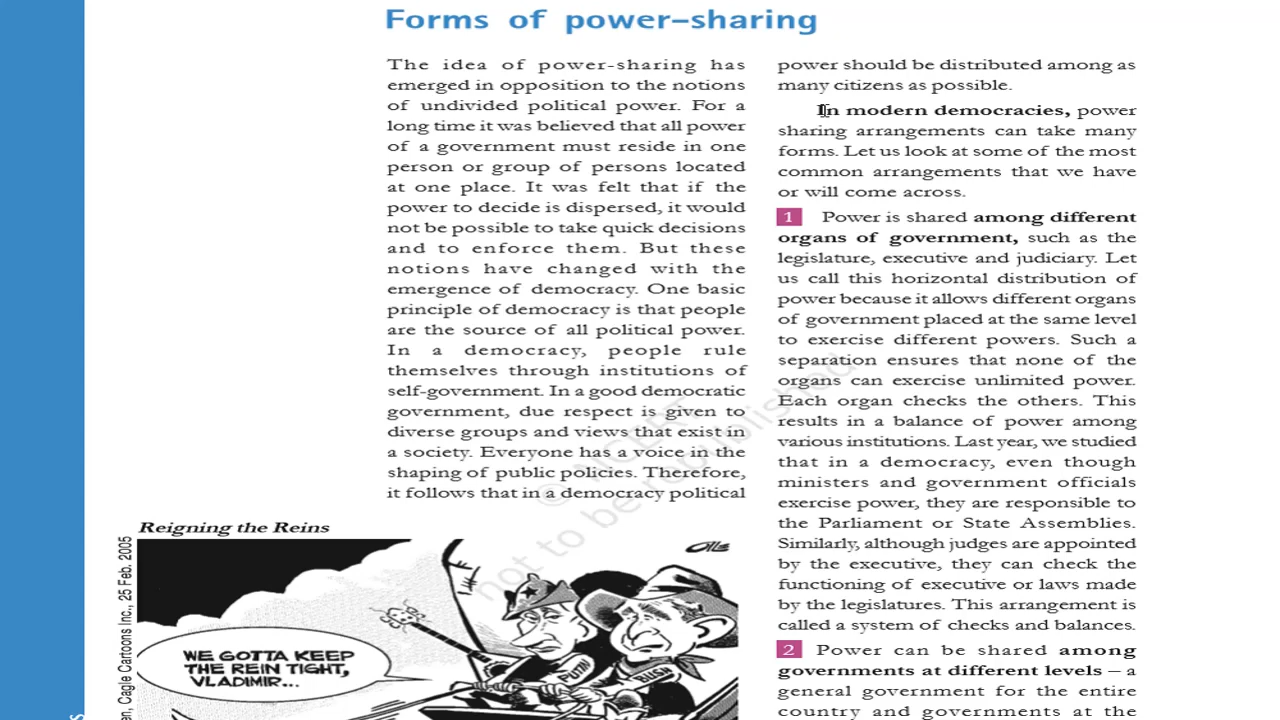 Forms of power–sharing
The idea of power-sharing has
emerged in opposition to the notions
of undivided political power. For a
long time it was believed that all power
of a government must reside in one
person or group of persons located
at one place. It was felt that if the
power to decide is dispersed, it would
not be possible to take quick decisions
and to enforce them. But these
notions have changed with the
emergence of democracy. One basic
principle of democracy is that people
are the source of all political power.
In a democracy, people rule
themselves through institutions of
self-government. In a good democratic
government, due respect is given to
diverse groups and views that exist in
a society. Everyone has a voice in the
shaping of public policies. Therefore,
it follows that in a democracy political
power should be distributed among as
many citizens as possible.
In modern democracies, power
sharing arrangements can take many
forms. Let us look at some of the most
common arrangements that we have
or will come across.
1 Power is shared among different
organs of government, such as the
legislature, executive and judiciary. Let
us call this horizontal distribution of
power because it allows different organs
of government placed at the same level
to exercise different powers. Such a
separation ensures that none of the
organs can exercise unlimited power.
Each organ checks the others. This
results in a balance of power among
various institutions. Last year, we studied
that in a democracy, even though
ministers and government officials
exercise power, they are responsible to
the Parliament or State Assemblies.
Similarly, although judges are appointed
by the executive, they can check the
functioning of executive or laws made
by the legislatures. This arrangement is
called a system of checks and balances.
2 Power can be shared among
governments at different levels – a
general government for the entire
country and governments at the
Reigning the Reins
en, Cagle Cartoons Inc., 25 Feb. 2005
WE GOTTA KEEP
THE REIN TIGHT,
VLADIMIR...
PUTIN
BUSH
© NCERT
not to be republished